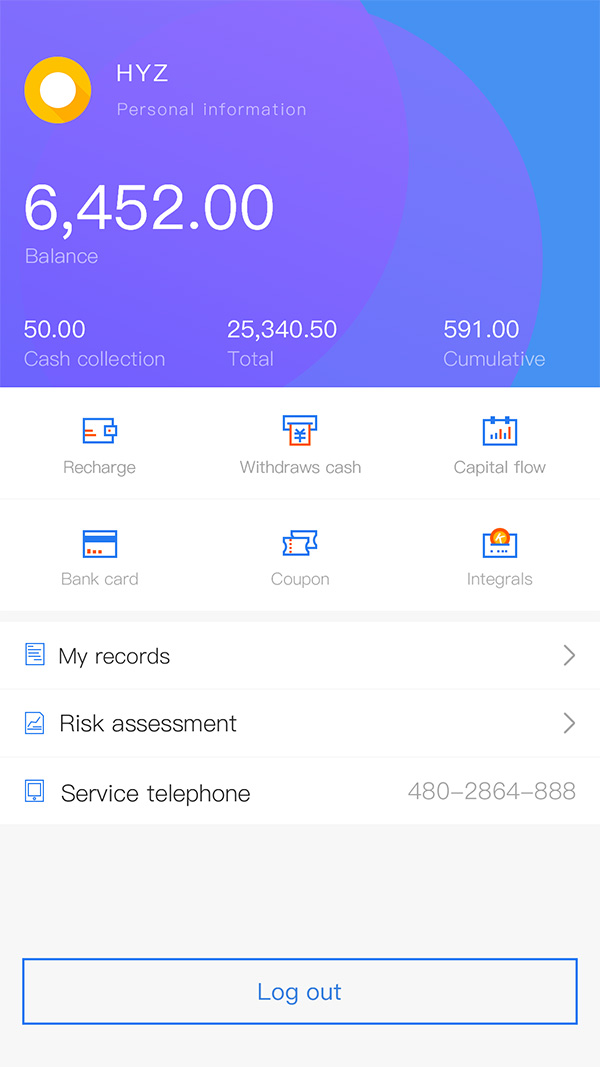 HYZ
Personal information
6,452.00
Balance
50.00 25,340.50 591.00
Cash collection Total Cumulative
¥
K
Recharge Withdraws cash Capital flow
Bank card Coupon Integrals
My records
Risk assessment
Service telephone 480-2864-888
Log out